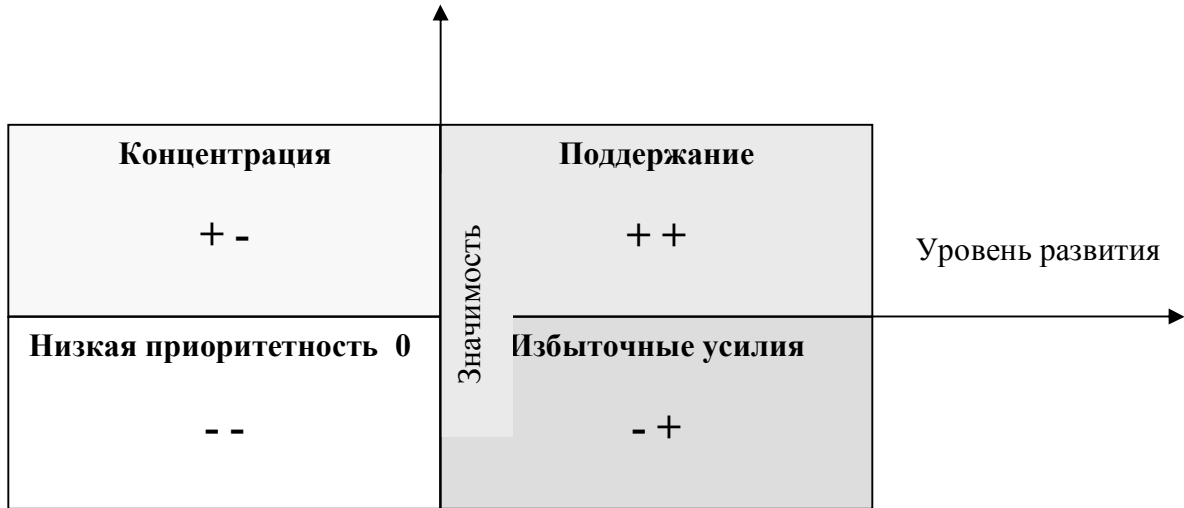 Концентрация
Поддержание
+ -
+ +
Значимость
Уровень развития
Низкая приоритетность 0
Избыточные усилия
- -
- +